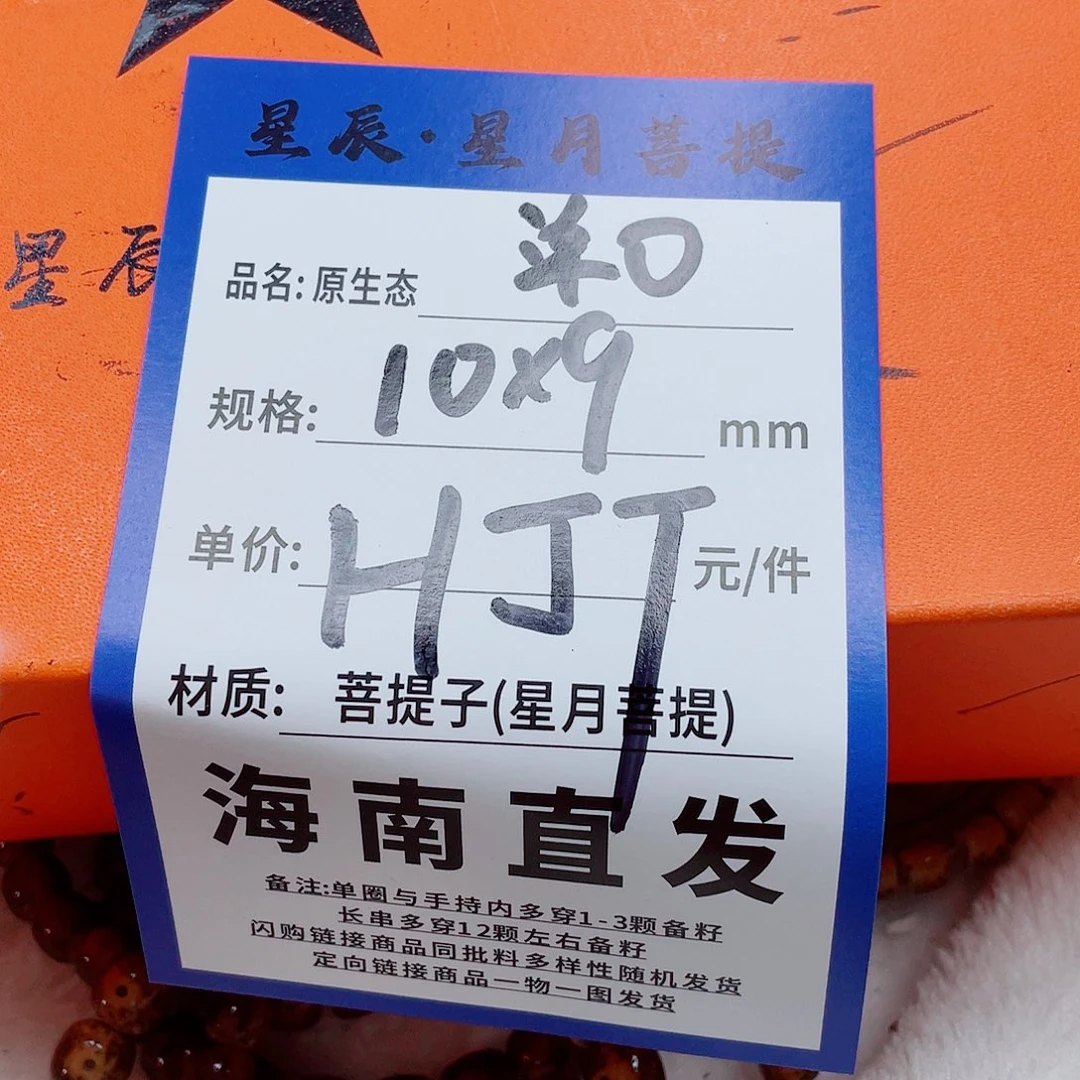 星辰·星月菩提
星辰
品名:原生态
10x9
规格: mm
HJT
单价: 元/件
材质: 菩提子(星月菩提)
海南直发
备注:单圈与手持内多穿1-3颗备籽
长串多穿12颗左右备籽
闪购链接商品同批料多样性随机发货
定向链接商品一物一图发货